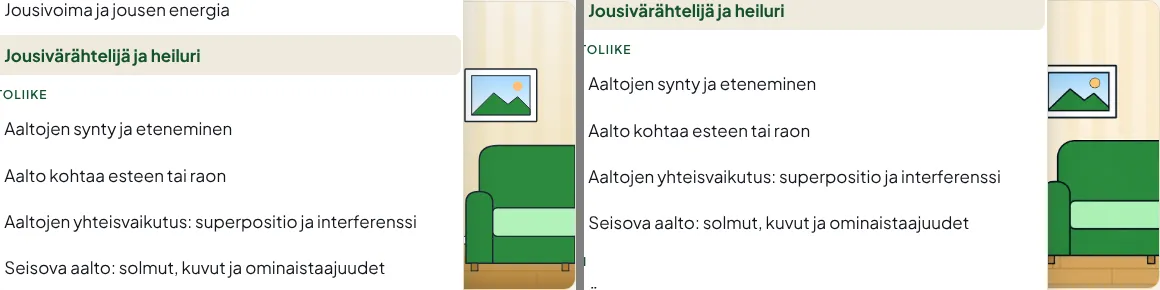 Jousivoima ja jousen energia
Jousivärähtelijä ja heiluri
TOLIIKE
Aaltojen synty ja eteneminen
Aalto kohtaa esteen tai raon
Aaltojen yhteisvaikutus: superpositio ja interferenssi
Seisova aalto: solmut, kuvut ja ominaistaajuudet
Jousivärähtelijä ja heiluri
TOLIIKE
Aaltojen synty ja eteneminen
Aalto kohtaa esteen tai raon
Aaltojen yhteisvaikutus: superpositio ja interferenssi
Seisova aalto: solmut, kuvut ja ominaistaajuudet